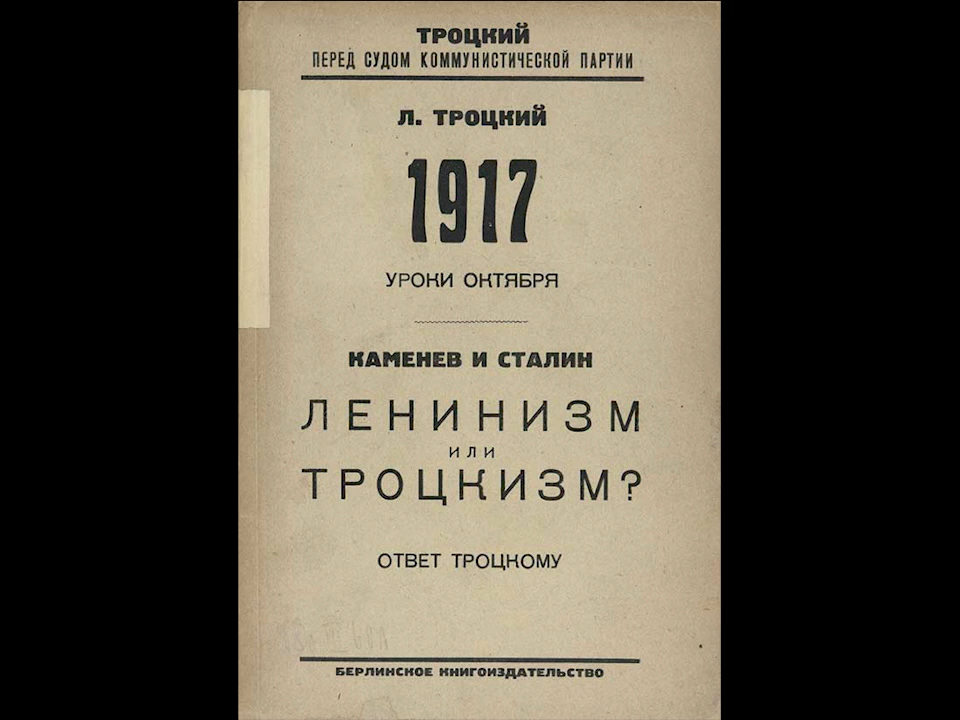 ТРОЦКИЙ
ПЕРЕД СУДОМ КОММУНИСТИЧЕСКОЙ ПАРТИИ
Л. ТРОЦКИЙ
1917
УРОКИ ОКТЯБРЯ
КАМЕНЕВ И СТАЛИН
ЛЕНИНИЗМ
ИЛИ
ТРОЦКИЗМ?
ОТВЕТ ТРОЦКОМУ
БЕРЛИНСКОЕ КНИГОИЗДАТЕЛЬСТВО